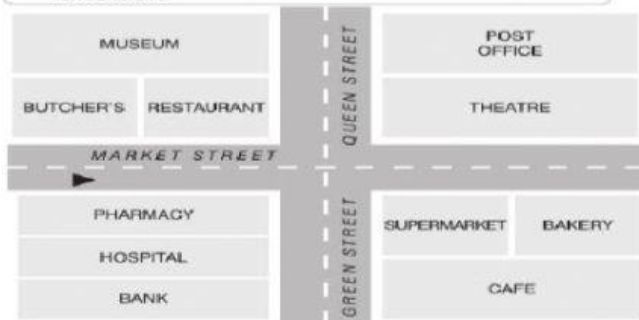 MUSEUM
POST
OFFICE
BUTCHER'S
RESTAURANT
QUEEN STREET
THEATRE
MARKET STREET
PHARMACY
HOSPITAL
BANK
GREEN STREET
SUPERMARKET
BAKERY
CAFE